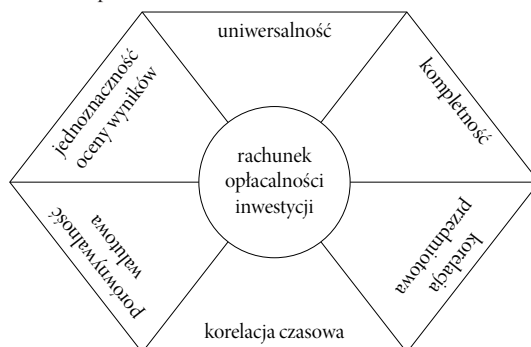 uniwersalność
kompletność
korelacja
przedmiotowa
korelacja czasowa
porównywalność
walutowa
jednoznaczność
oceny wyników
rachunek
opłacalności
inwestycji